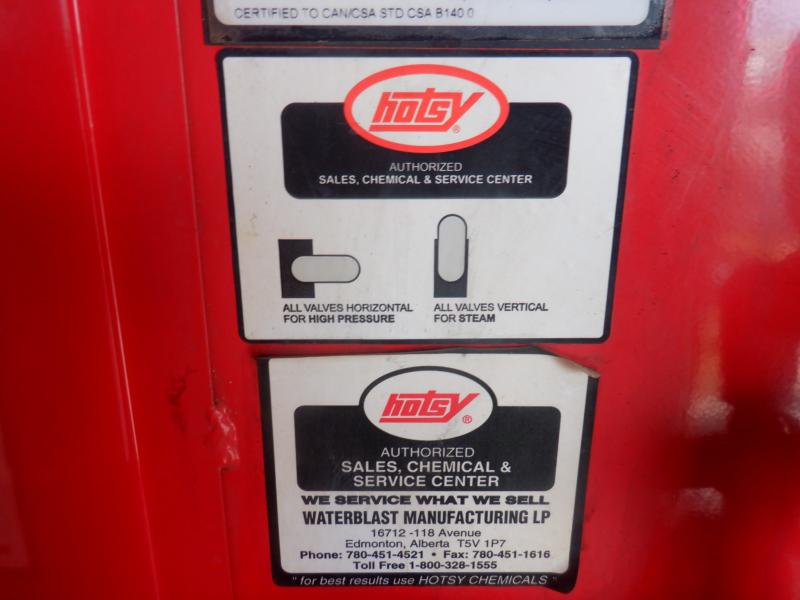 CERTIFIED TO CAN/CSA STD CSA B140 0
hotsy®
AUTHORIZED
SALES, CHEMICAL & SERVICE CENTER
ALL VALVES HORIZONTAL
FOR HIGH PRESSURE
ALL VALVES VERTICAL
FOR STEAM
hotsy®
AUTHORIZED
SALES, CHEMICAL &
SERVICE CENTER
WE SERVICE WHAT WE SELL
WATERBLAST MANUFACTURING LP
16712 -118 Avenue
Edmonton, Alberta T5V 1P7
Phone: 780-451-4521 • Fax: 780-451-1616
Toll Free 1-800-328-1555
"for best results use HOTSY CHEMICALS"